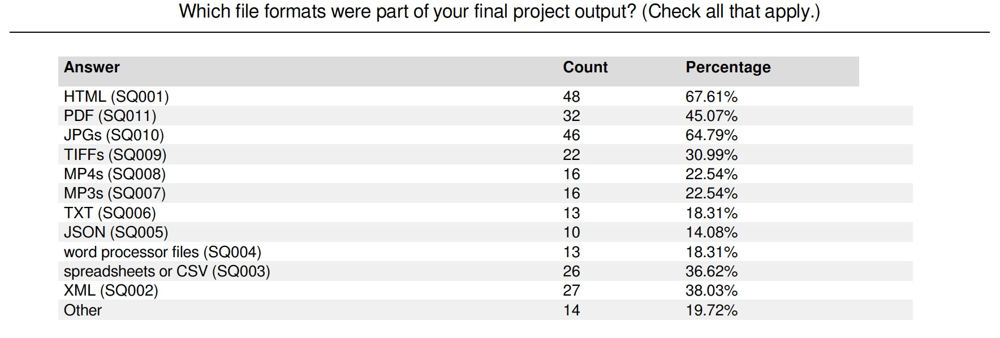 Which file formats were part of your final project output? (Check all that apply.)
Answer Count Percentage
HTML (SQ001) 48 67.61%
PDF (SQ011) 32 45.07%
JPGs (SQ010) 46 64.79%
TIFFs (SQ009) 22 30.99%
MP4s (SQ008) 16 22.54%
MP3s (SQ007) 16 22.54%
TXT (SQ006) 13 18.31%
JSON (SQ005) 10 14.08%
word processor files (SQ004) 13 18.31%
spreadsheets or CSV (SQ003) 26 36.62%
XML (SQ002) 27 38.03%
Other 14 19.72%